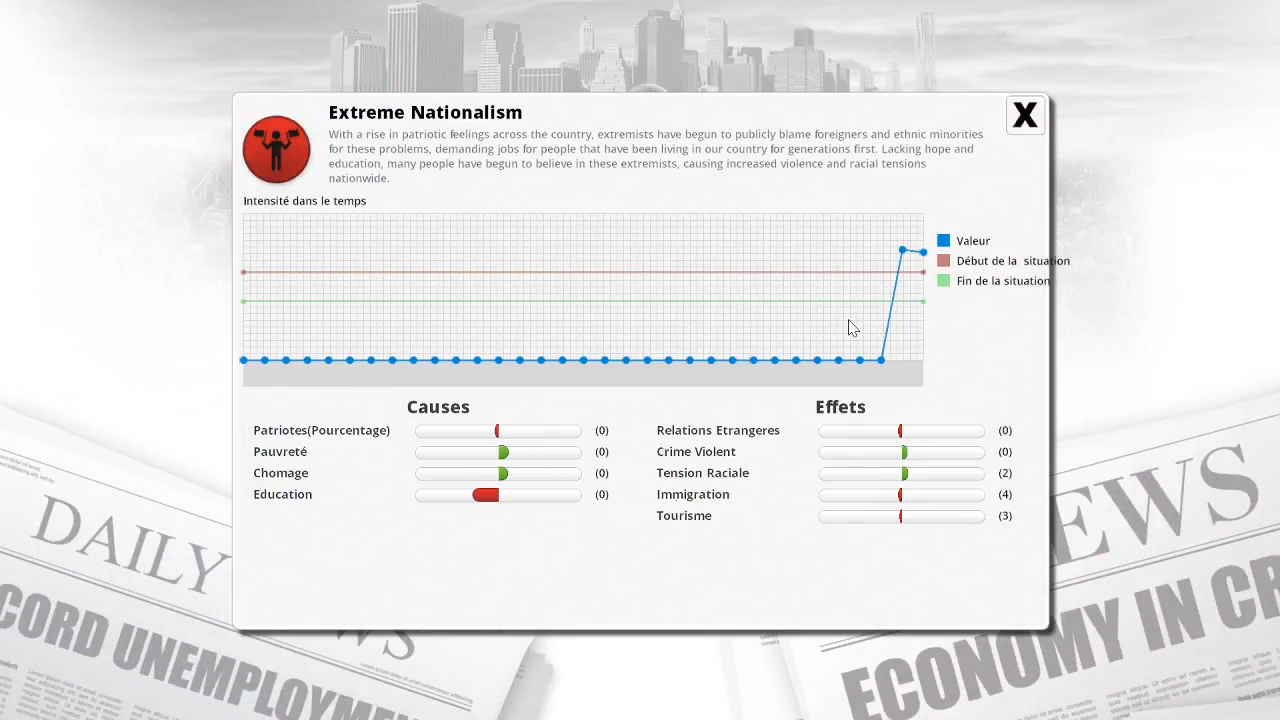 Extreme Nationalism
X
With a rise in patriotic feelings across the country, extremists have begun to publicly blame foreigners and ethnic minorities
for these problems, demanding jobs for people that have been living in our country for generations first. Lacking hope and
education, many people have begun to believe in these extremists, causing increased violence and racial tensions
nationwide.
Intensité dans le temps
Valeur
Début de la situation
Fin de la situation
Causes
Patriotes(Pourcentage) (0)
Pauvreté (0)
Chomage (0)
Education (0)
Effets
Relations Etrangeres (0)
Crime Violent (0)
Tension Raciale (2)
Immigration (4)
Tourisme (3)
DAILY
WS
CORD UNEMPLOYME
EWS
ECONOMY IN CR